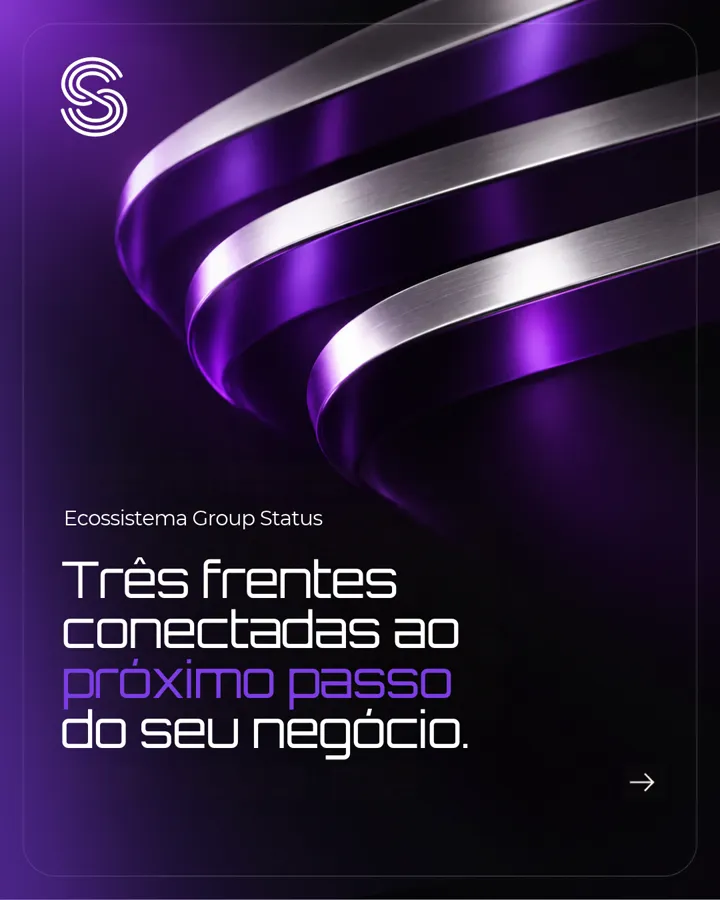 Ecossistema Group Status
Três frentes
conectadas ao
próximo passo
do seu negócio.